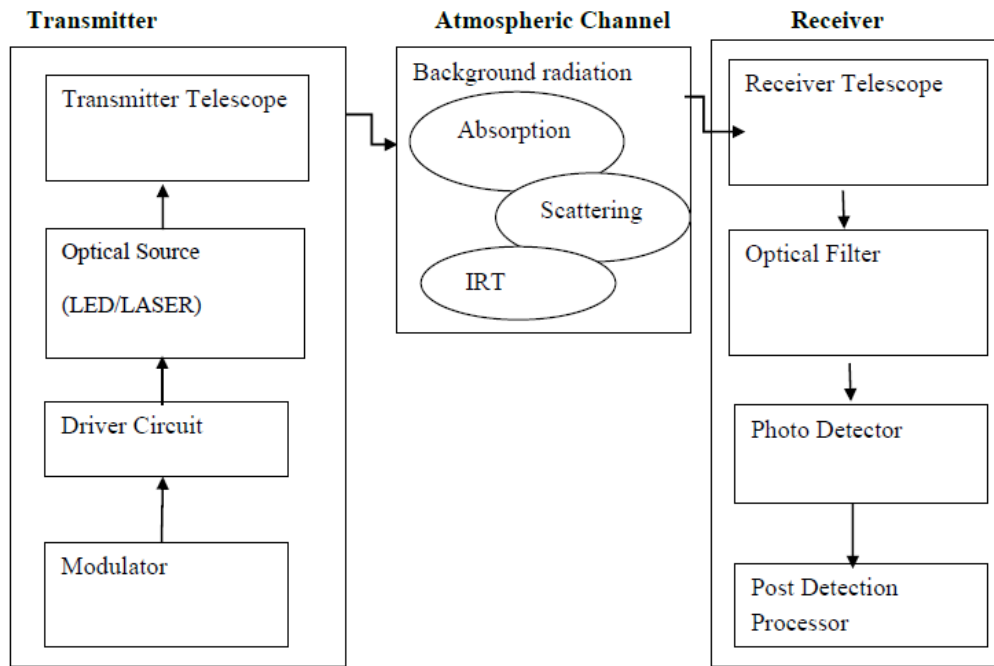 Transmitter
Transmitter Telescope
Optical Source
(LED/LASER)
Driver Circuit
Modulator
Atmospheric Channel
Background radiation
Absorption
Scattering
IRT
Receiver
Receiver Telescope
Optical Filter
Photo Detector
Post Detection
Processor